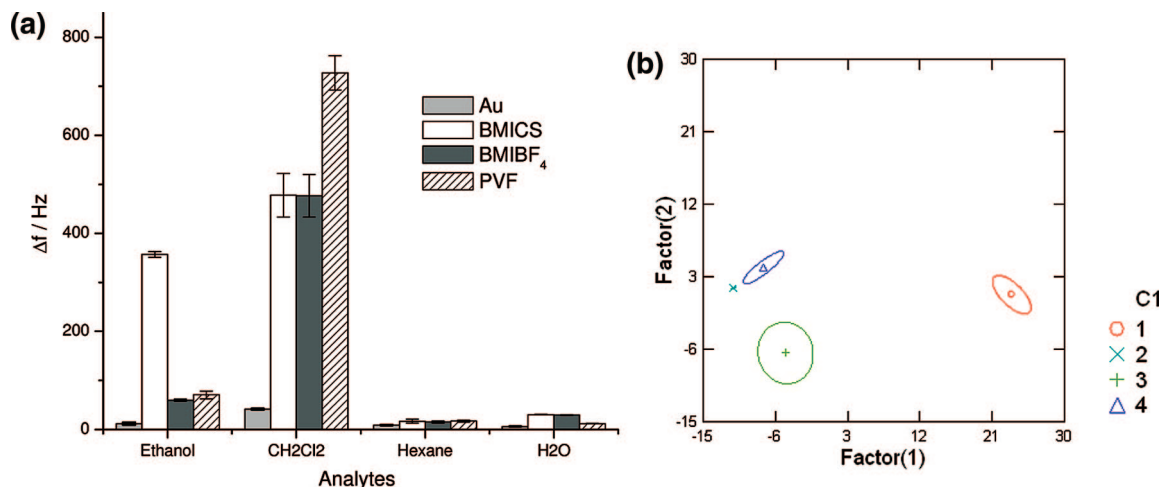 (a)
800
600
400
200
0
Δf / Hz
Au
BMICS
BMIBF4
PVF
Ethanol
CH2Cl2
Hexane
H2O
Analytes
(b)
30
21
12
3
-6
-15
Factor(2)
-15
-6
3
12
21
30
Factor(1)
C1
1
2
3
4